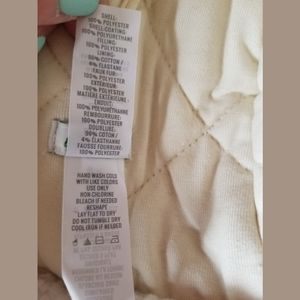 SHELL:
100% POLYESTER
SHELL-COATING
100% POLYURETHANE
FILLING:
100% POLYESTER
LINING:
96% COTTON /
4% ELASTANE
FAUX FUR:
100% POLYESTER
EXTÉRIEUR:
100% POLYESTER
MATIÈRE EXTÉRIEURE:
ENDUIT:
100% POLYURÉTHANE
REMBOURRURE:
100% POLYESTER
DOUBLURE:
96% COTON /
4% ÉLASTHANNE
FAUSSE FOURRURE:
100% POLYESTER
HAND WASH COLD
WITH LIKE COLORS
USE ONLY
NON CHLORINE
BLEACH IF NEEDED
RESHAPE
LAY FLAT TO DRY
DO NOT TUMBLE DRY
COOL IRON IF NEEDED